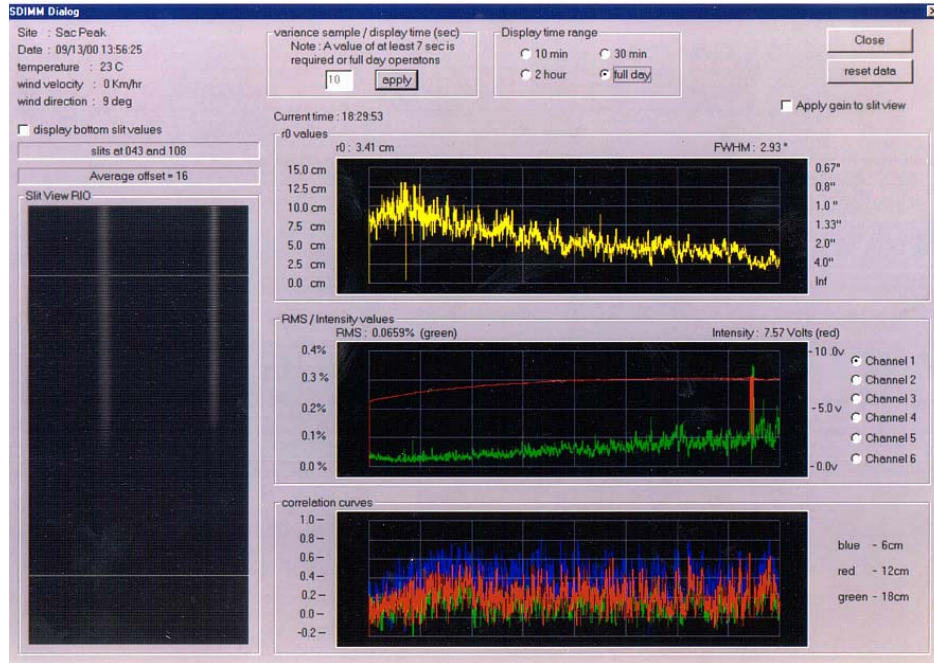 SDIMM Dialog
Site : Sac Peak
Date : 09/13/00 13:56:25
temperature : 23 C
wind velocity : 0 Km/hr
wind direction : 9 deg
display bottom slit values
slits at 043 and 108
Average offset = 16
Slit View RIO
variance sample / display time (sec)
Note : A value of at least 7 sec is
required or full day operatons
10
apply
Display time range
10 min
30 min
2 hour
full day
Close
reset data
Apply gain to slit view
Current time : 18:29:53
r0 values
r0 : 3.41 cm
FWHM : 2.93 "
15.0 cm
12.5 cm
10.0 cm
7.5 cm
5.0 cm
2.5 cm
0.0 cm
0.67"
0.8"
1.0 "
1.33"
2.0"
4.0"
Inf
RMS / Intensity values
RMS : 0.0659% (green)
Intensity : 7.57 Volts (red)
0.4%
0.3 %
0.2%
0.1%
0.0 %
- 10.0v
- 5.0 v
- 0.0v
Channel 1
Channel 2
Channel 3
Channel 4
Channel 5
Channel 6
correlation curves
1.0 –
0.8 –
0.6 –
0.4 –
0.2 –
0.0 –
-0.2 –
blue - 6cm
red - 12cm
green - 18cm